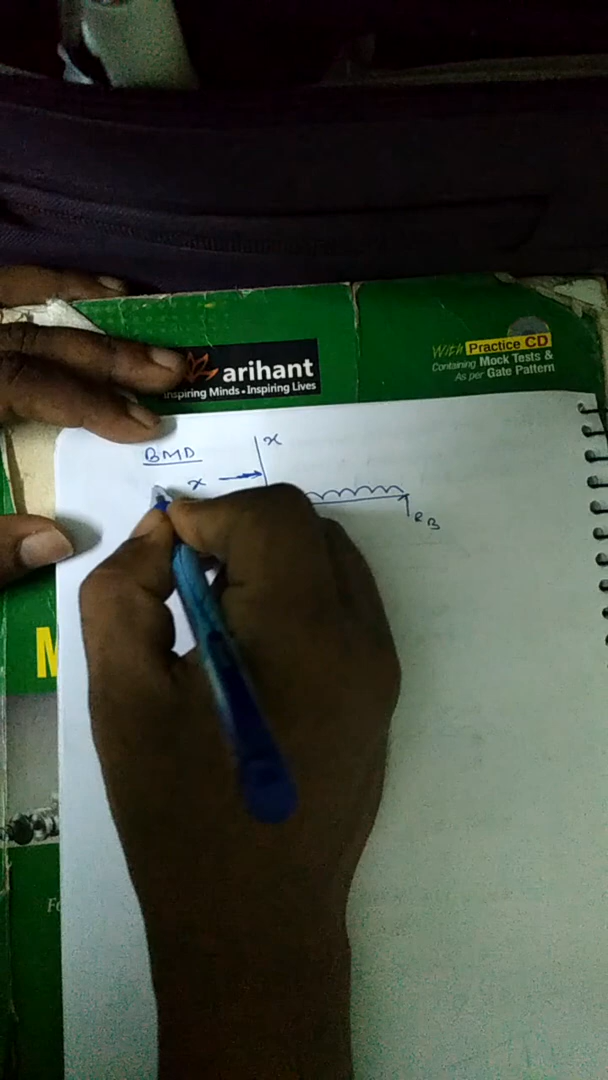 arihant
Inspiring Minds • Inspiring Lives
With Practice CD
Containing Mock Tests &
As per Gate Pattern
BMD
x
x
RB
M